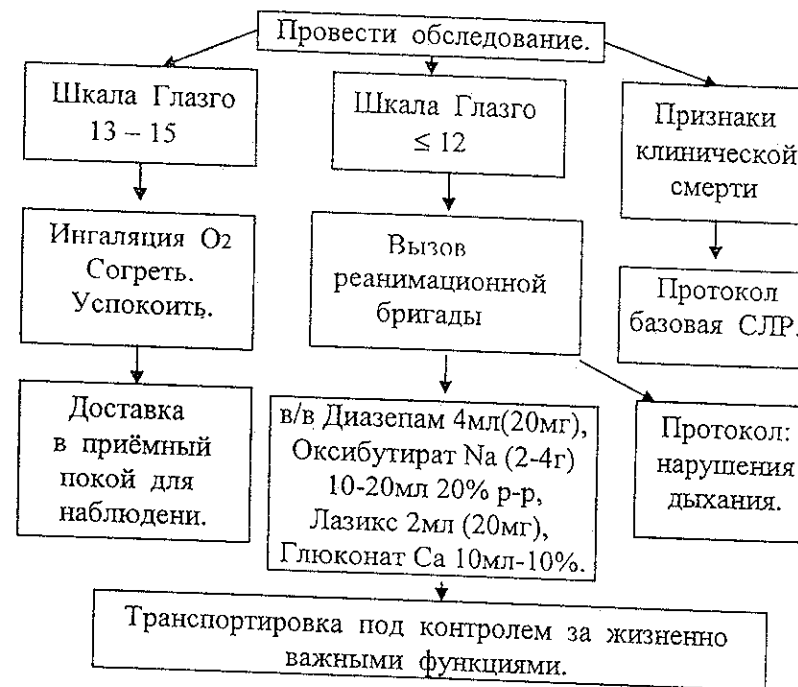 Провести обследование.
Шкала Глазго
13 – 15
Ингаляция О2
Согреть.
Успокоить.
Доставка
в приёмный
покой для
наблюдени.
Шкала Глазго
≤ 12
Вызов
реанимационной
бригады
в/в Диазепам 4мл(20мг),
Оксибутират Na (2-4г)
10-20мл 20% р-р,
Лазикс 2мл (20мг),
Глюконат Са 10мл-10%.
Признаки
клинической
смерти
Протокол
базовая СЛР.
Протокол:
нарушения
дыхания.
Транспортировка под контролем за жизненно
важными функциями.